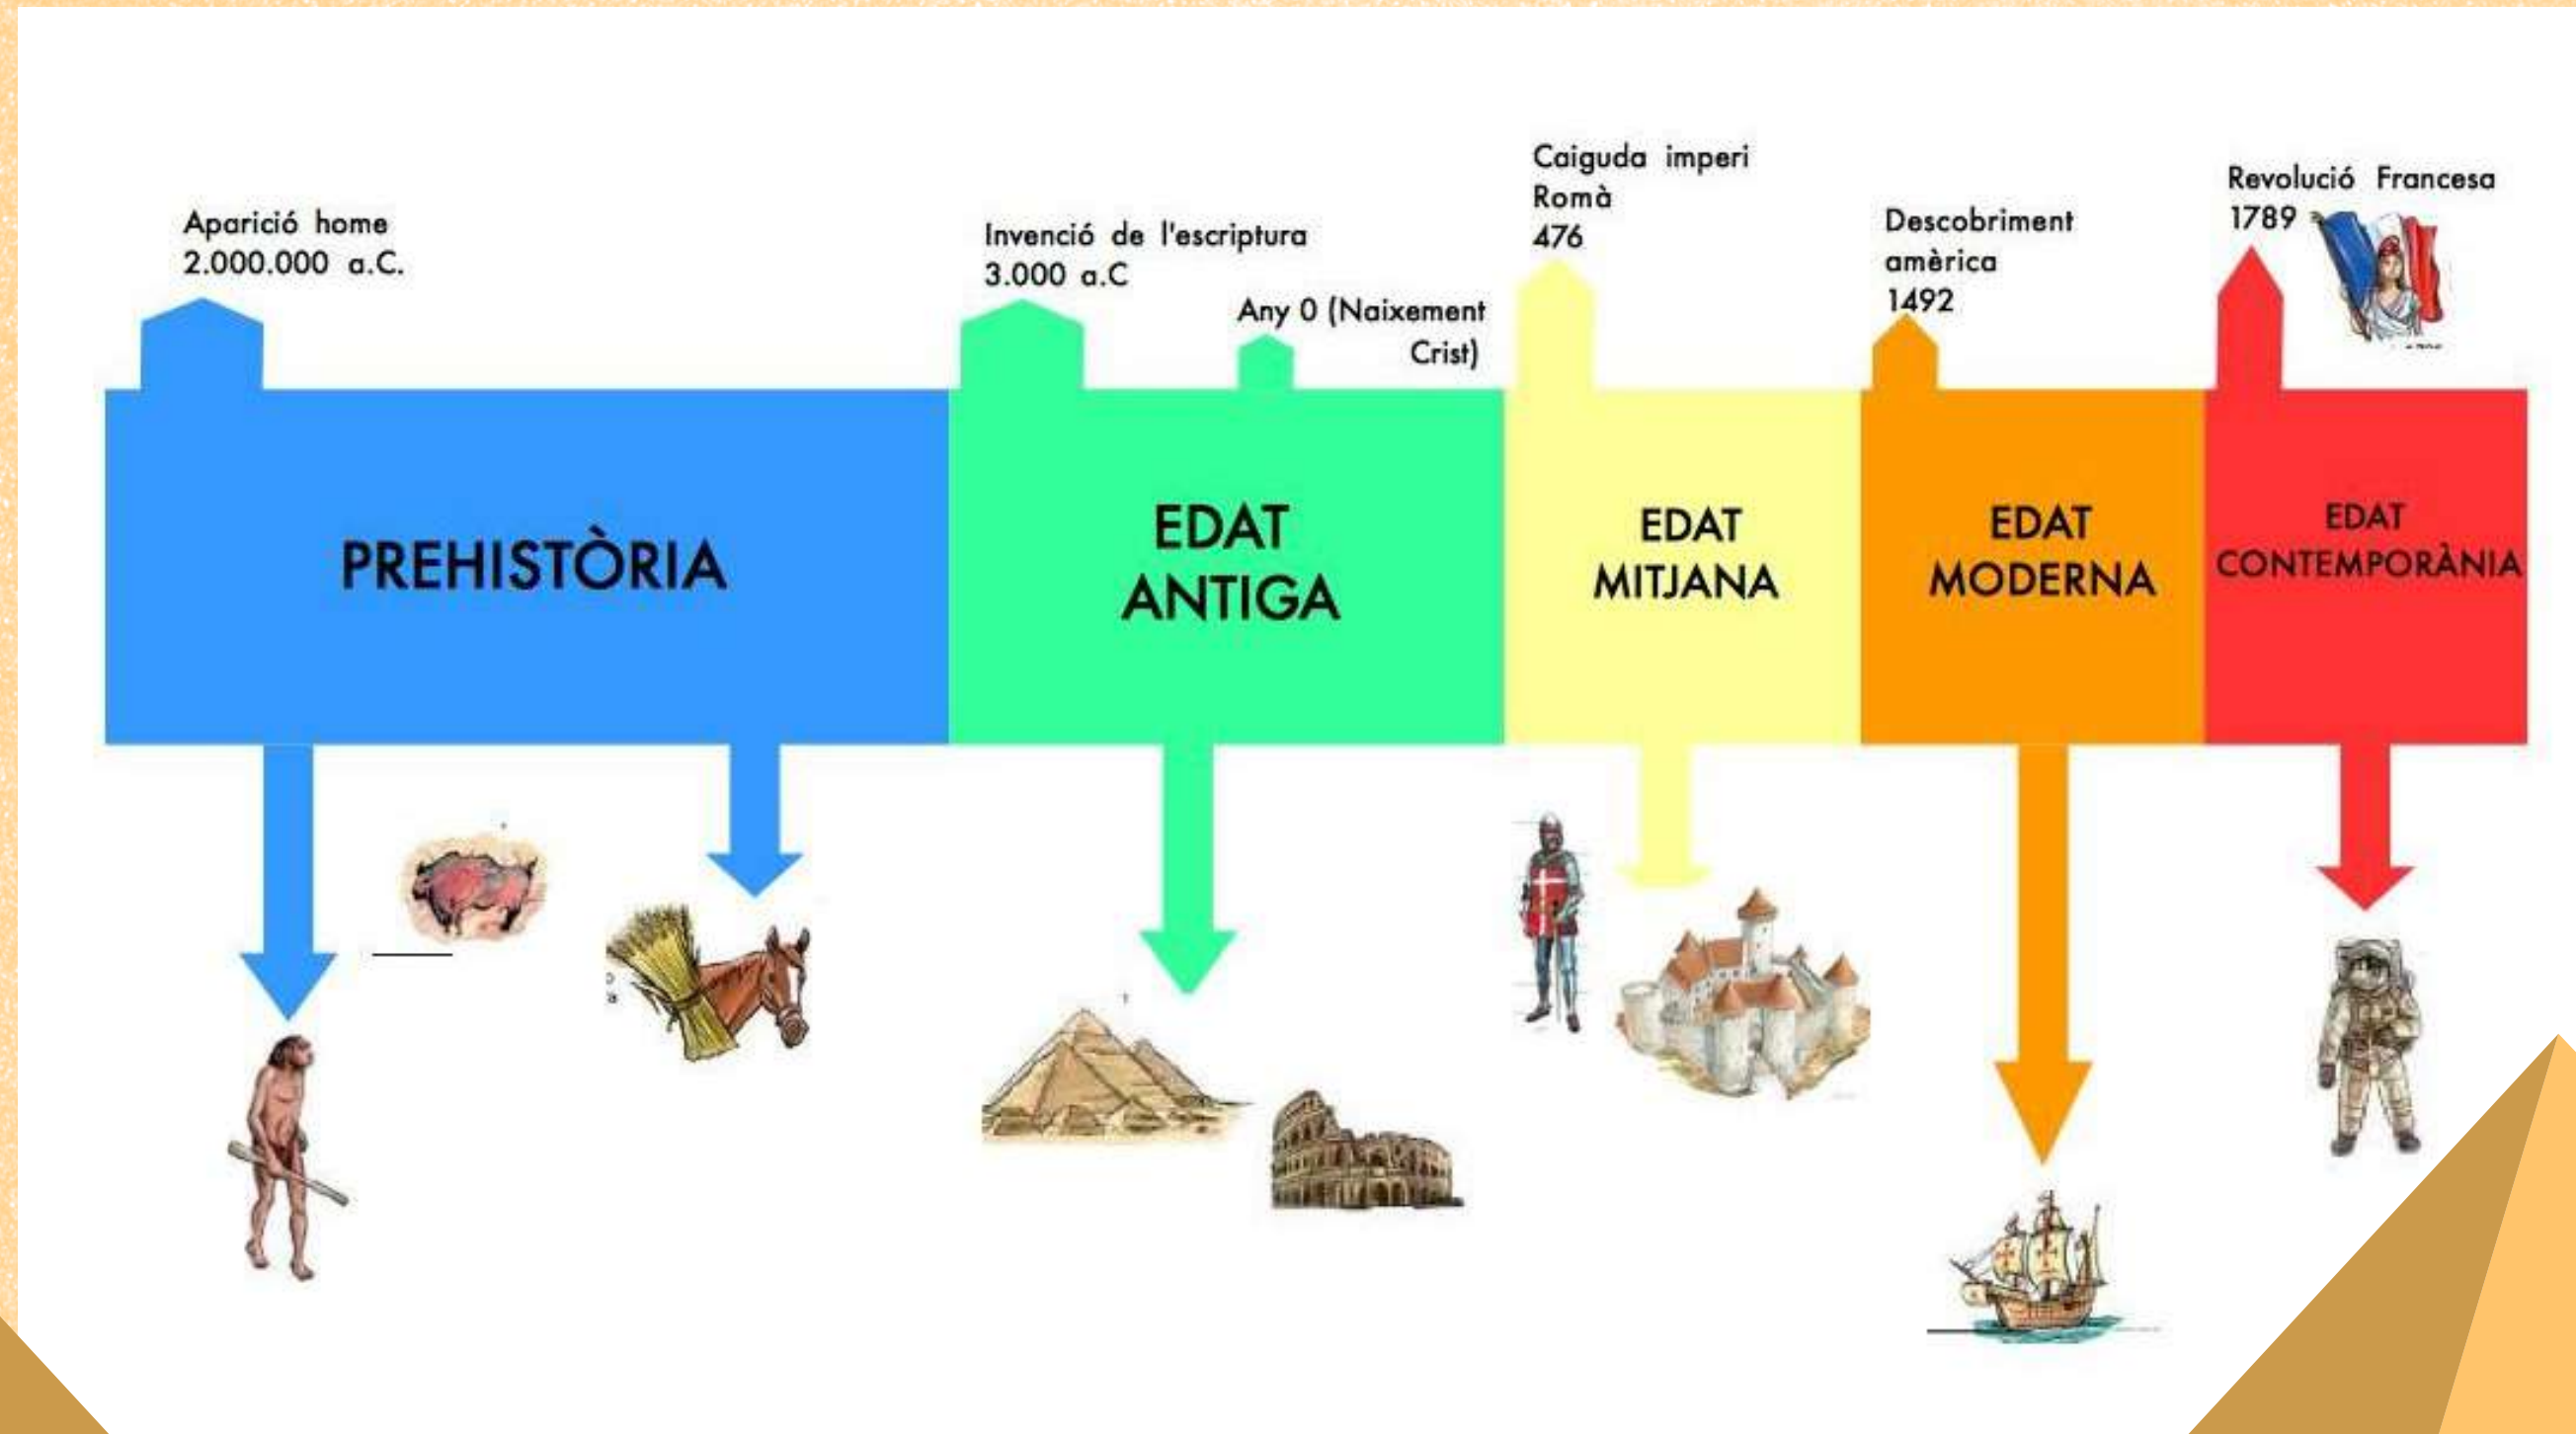 Aparició home
2.000.000 a.C.
Invenció de l'escriptura
3.000 a.C
Any 0 (Naixement
Crist)
Caiguda imperi
Romà
476
Descobriment
amèrica
1492
Revolució Francesa
1789
PREHISTÒRIA
EDAT
ANTIGA
EDAT
MITJANA
EDAT
MODERNA
EDAT
CONTEMPORÀNIA